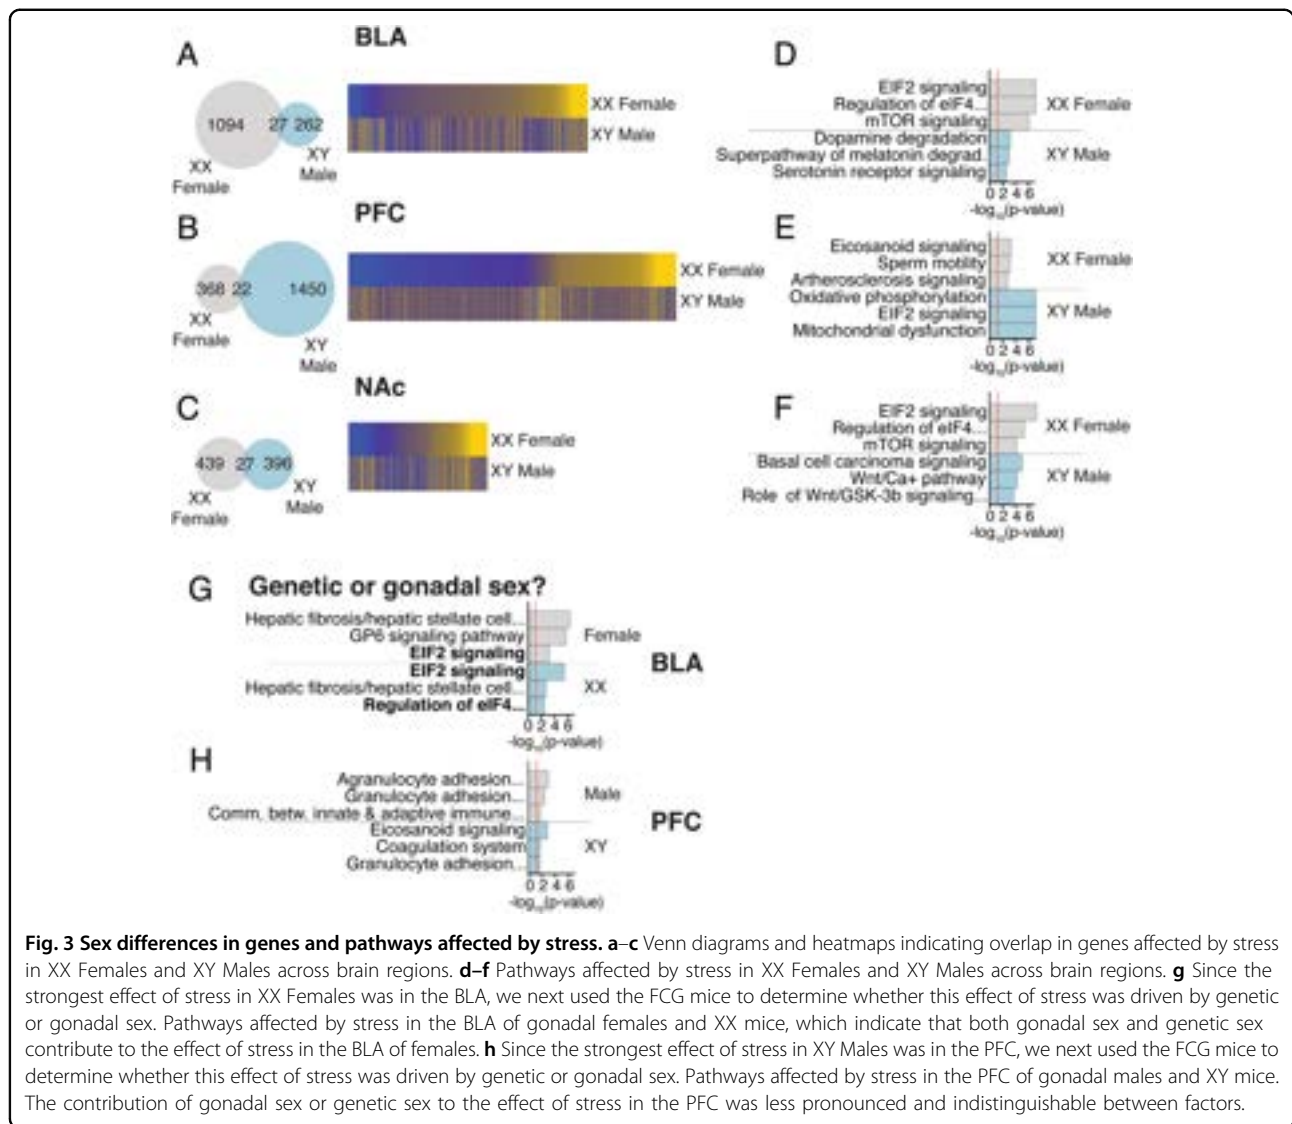 A
BLA
1094 27 262
XX
Female
XY
Male
XX Female
XY Male
B
PFC
368 22 1450
XX
Female
XY
Male
XX Female
XY Male
C
NAc
439 27 396
XX
Female
XY
Male
XX Female
XY Male
D
EIF2 signaling
Regulation of eIF4...
mTOR signaling
XX Female
Dopamine degradation
Superpathway of melatonin degrad.
Serotonin receptor signaling
XY Male
0 2 4 6
-log10(p-value)
E
Eicosanoid signaling
Sperm motility
Artherosclerosis signaling
XX Female
Oxidative phosphorylation
EIF2 signaling
Mitochondrial dysfunction
XY Male
0 2 4 6
-log10(p-value)
F
EIF2 signaling
Regulation of eIF4...
mTOR signaling
XX Female
Basal cell carcinoma signaling
Wnt/Ca+ pathway
Role of Wnt/GSK-3b signaling...
XY Male
0 2 4 6
-log10(p-value)
G Genetic or gonadal sex?
Hepatic fibrosis/hepatic stellate cell...
GP6 signaling pathway
EIF2 signaling
Female
EIF2 signaling
Hepatic fibrosis/hepatic stellate cell...
Regulation of eIF4...
XX
BLA
0 2 4 6
-log10(p-value)
H
Agranulocyte adhesion...
Granulocyte adhesion...
Comm. betw. innate & adaptive immune...
Male
Eicosanoid signaling
Coagulation system
Granulocyte adhesion...
XY
PFC
0 2 4 6
-log10(p-value)
Fig. 3 Sex differences in genes and pathways affected by stress. a–c Venn diagrams and heatmaps indicating overlap in genes affected by stress
in XX Females and XY Males across brain regions. d–f Pathways affected by stress in XX Females and XY Males across brain regions. g Since the
strongest effect of stress in XX Females was in the BLA, we next used the FCG mice to determine whether this effect of stress was driven by genetic
or gonadal sex. Pathways affected by stress in the BLA of gonadal females and XX mice, which indicate that both gonadal sex and genetic sex
contribute to the effect of stress in the BLA of females. h Since the strongest effect of stress in XY Males was in the PFC, we next used the FCG mice to
determine whether this effect of stress was driven by genetic or gonadal sex. Pathways affected by stress in the PFC of gonadal males and XY mice.
The contribution of gonadal sex or genetic sex to the effect of stress in the PFC was less pronounced and indistinguishable between factors.